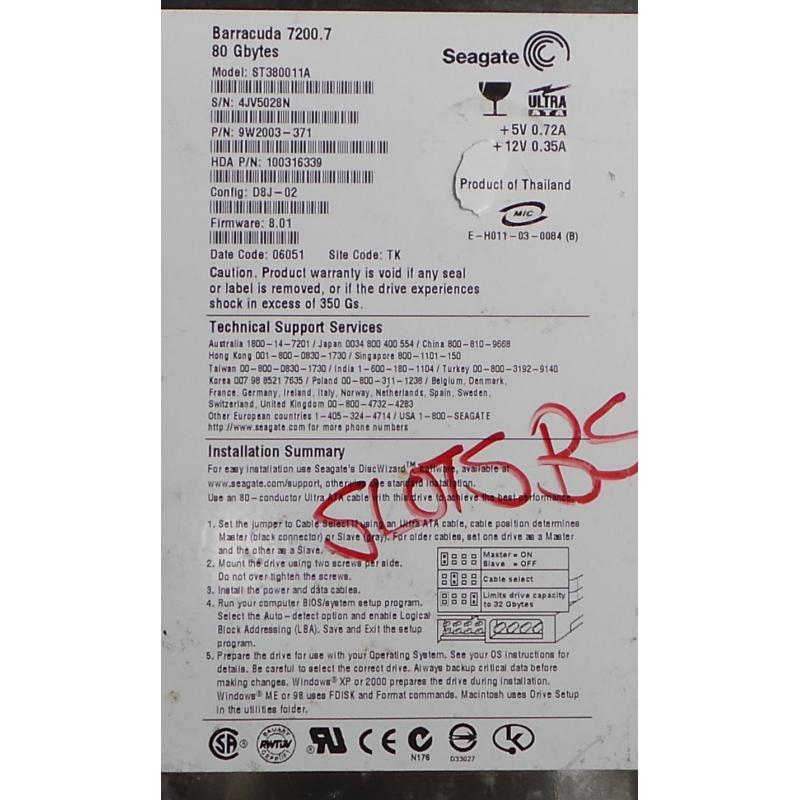 Barracuda 7200.7
80 Gbytes
Seagate
Model: ST380011A
S/N: 4JV5028N
ULTRA
ATA
P/N: 9W2003-371
+5V 0.72A
+12V 0.35A
HDA P/N: 100316339
Product of Thailand
Config: D8J-02
MIC
Firmware: 8.01
E-H011-03-0084 (B)
Date Code: 06051 Site Code: TK
Caution. Product warranty is void if any seal
or label is removed, or if the drive experiences
shock in excess of 350 Gs.
Technical Support Services
Australia 1800-14-7201 / Japan 0034 800 400 554 / China 800-810-9668
Hong Kong 001-800-0830-1730 / Singapore 800-1101-150
Taiwan 00-800-0830-1730 / India 1-600-180-1104 / Turkey 00-800-3192-9140
Korea 007 98 8521 7635 / Poland 00-800-311-1238 / Belgium, Denmark,
France, Germany, Ireland, Italy, Norway, Netherlands, Spain, Sweden,
Switzerland, United Kingdom 00-800-4732-4283
Other European countries 1-405-324-4714 / USA 1-800-SEAGATE
http://www.seagate.com for more phone numbers
SLOTS BS
Installation Summary
For easy installation use Seagate's DiscWizard™ software, available at
www.seagate.com/support, otherwise use standard installation.
Use an 80-conductor Ultra ATA cable with this drive to achieve the best performance.
1. Set the jumper to Cable Select if using an Ultra ATA cable, cable position determines
Master (black connector) or Slave (gray). For older cables, set one drive as a Master
and the other as a Slave.
2. Mount the drive using two screws per side.
Do not over tighten the screws.
3. Install the power and data cables.
4. Run your computer BIOS/system setup program.
Select the Auto-detect option and enable Logical
Block Addressing (LBA). Save and Exit the setup
program.
Master = ON
Slave = OFF
Cable select
Limits drive capacity
to 32 Gbytes
5. Prepare the drive for use with your Operating System. See your OS instructions for
details. Be careful to select the correct drive. Always backup critical data before
making changes. Windows® XP or 2000 prepares the drive during installation.
Windows® ME or 98 uses FDISK and Format commands. Macintosh uses Drive Setup
in the utilities folder.
SA
BAUART
RWTÜV
GEPRÜFT
RU
CE
N176
D33027